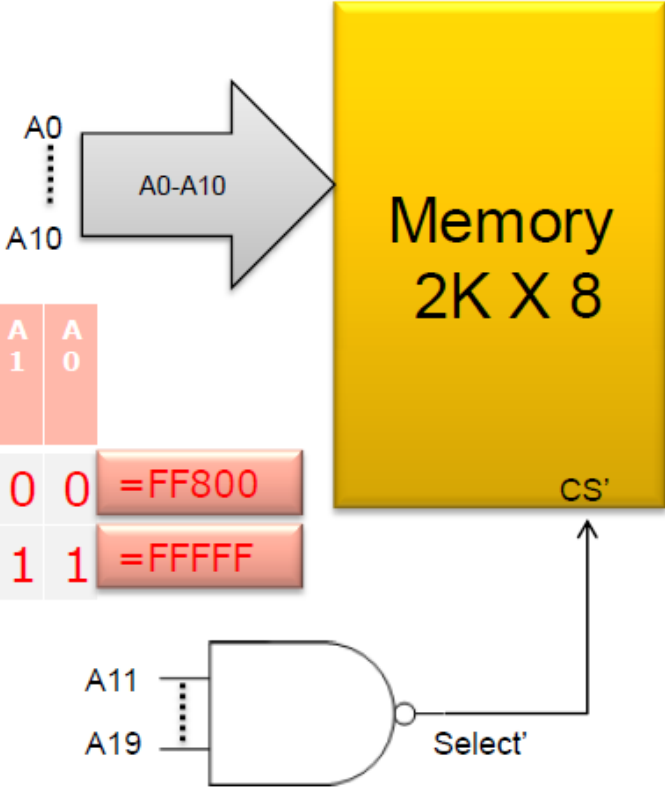 A0
A0-A10
A10
Memory
2K X 8
A
1
A
0
0 0 =FF800
1 1 =FFFFF
CS’
A11
A19
Select’